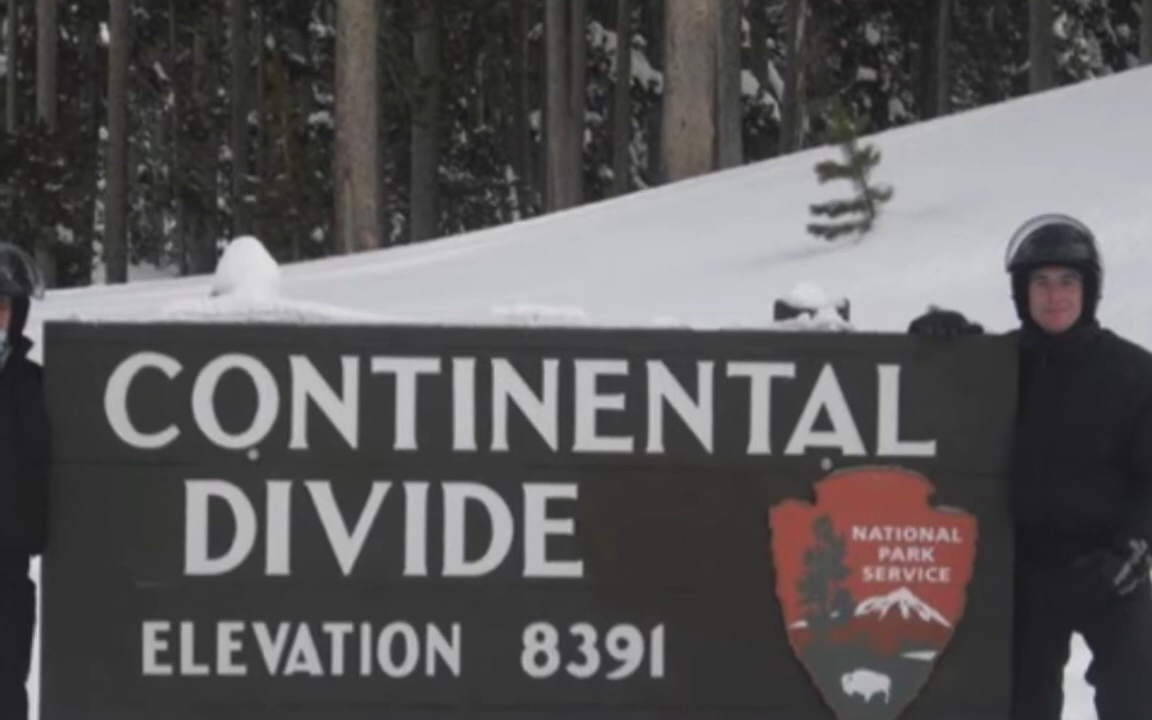 CONTINENTAL
DIVIDE
ELEVATION 8391
NATIONAL
PARK
SERVICE